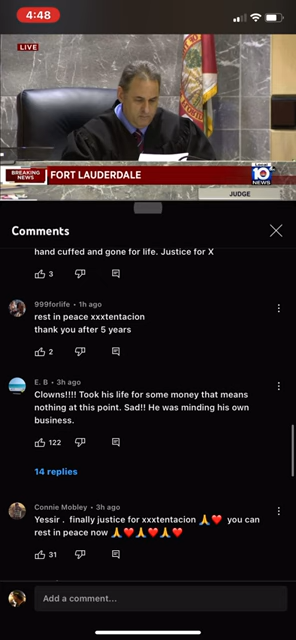 4:48
LIVE
BREAKING
NEWS
FORT LAUDERDALE
10
NEWS
JUDGE
Comments
hand cuffed and gone for life. Justice for X
3
999forlife • 1h ago
rest in peace xxxtentacion
thank you after 5 years
2
E. B • 3h ago
Clowns!!!! Took his life for some money that means
nothing at this point. Sad!! He was minding his own
business.
122
14 replies
Connie Mobley • 3h ago
Yessir . finally justice for xxxtentacion 🙏❤️ you can
rest in peace now 🙏❤️🙏❤️🙏❤️
31
Add a comment...